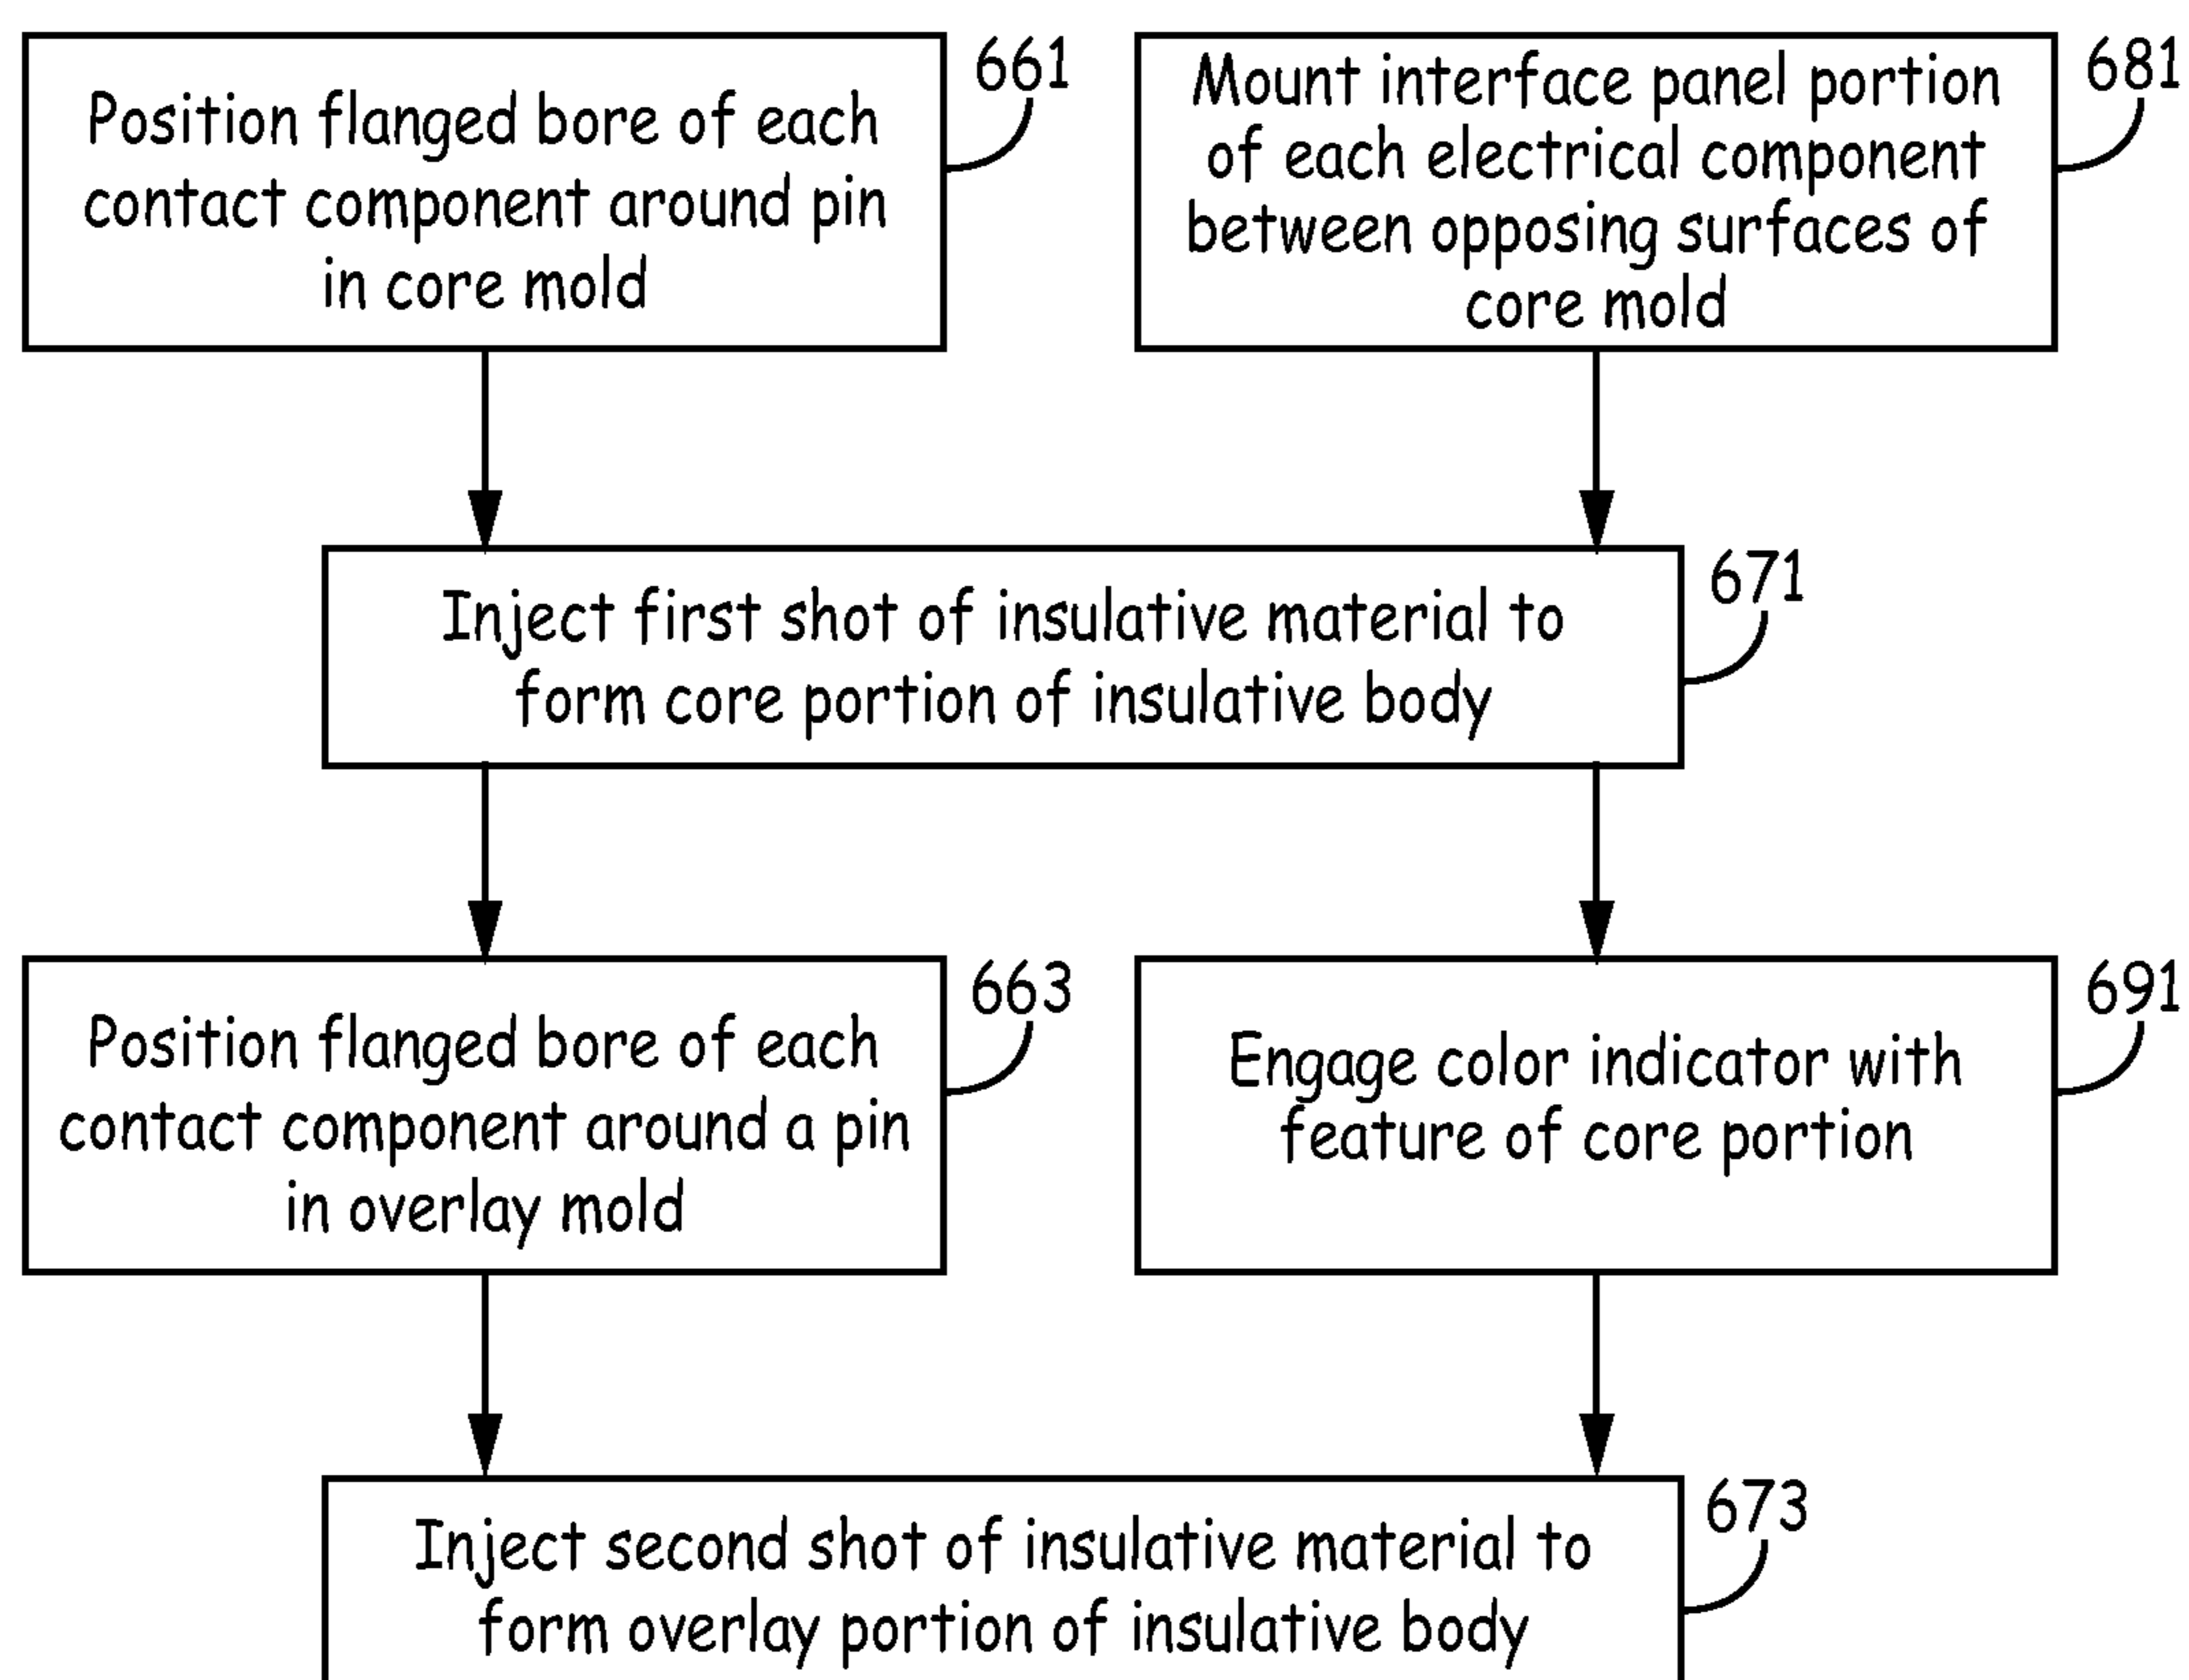 Position flanged bore of each
contact component around pin
in core mold
661
Mount interface panel portion
of each electrical component
between opposing surfaces of
core mold
681
Inject first shot of insulative material to
form core portion of insulative body
671
Position flanged bore of each
contact component around a pin
in overlay mold
663
Engage color indicator with
feature of core portion
691
Inject second shot of insulative material to
form overlay portion of insulative body
673